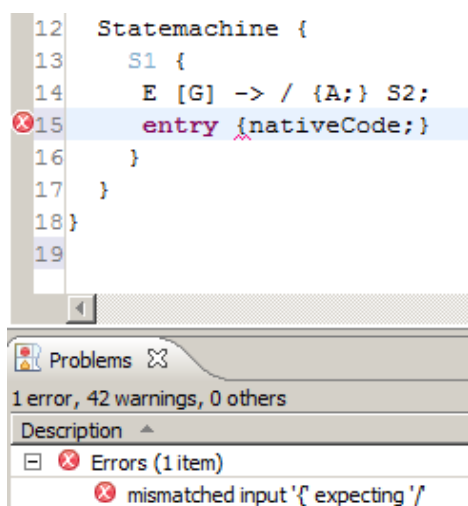 12 Statemachine {
13 S1 {
14 E [G] -> / {A;} S2;
15 entry {nativeCode;}
16 }
17 }
18 }
19
Problems
1 error, 42 warnings, 0 others
Description
Errors (1 item)
mismatched input '{' expecting '/'